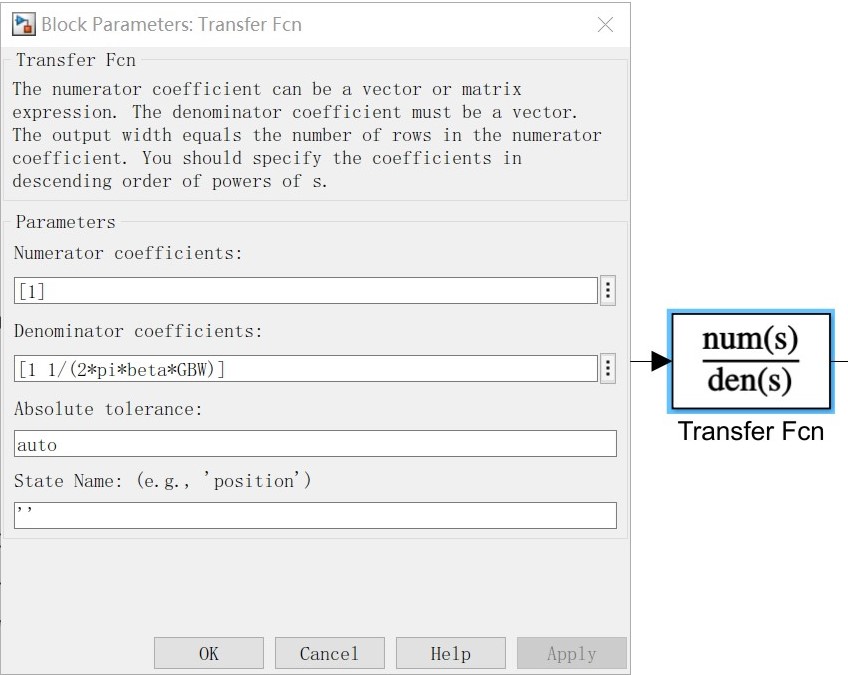 Block Parameters: Transfer Fcn
Transfer Fcn
The numerator coefficient can be a vector or matrix
expression. The denominator coefficient must be a vector.
The output width equals the number of rows in the numerator
coefficient. You should specify the coefficients in
descending order of powers of s.
Parameters
Numerator coefficients:
[1]
Denominator coefficients:
[1 1/(2*pi*beta*GBW)]
Absolute tolerance:
auto
State Name: (e.g., 'position')
''
OK Cancel Help Apply
num(s)
den(s)
Transfer Fcn